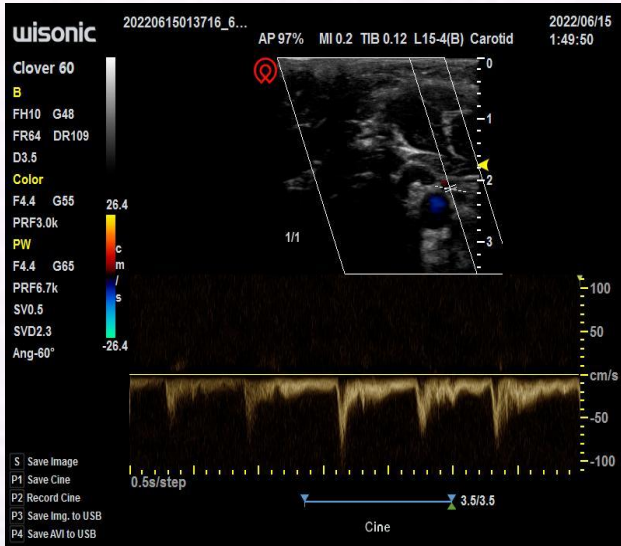 wisonic
20220615013716_6...
2022/06/15
AP 97% MI 0.2 TIB 0.12 L15-4(B) Carotid
1:49:50
Clover 60
B
FH10 G48
FR64 DR109
D3.5
Color
F4.4 G55
PRF3.0k
PW
F4.4 G65
PRF6.7k
SV0.5
SVD2.3
Ang-60°
26.4
c
m
/
s
-26.4
0
1
2
3
1/1
100
50
cm/s
-50
-100
0.5s/step
3.5/3.5
Cine
S Save Image
P1 Save Cine
P2 Record Cine
P3 Save Img. to USB
P4 Save AVI to USB